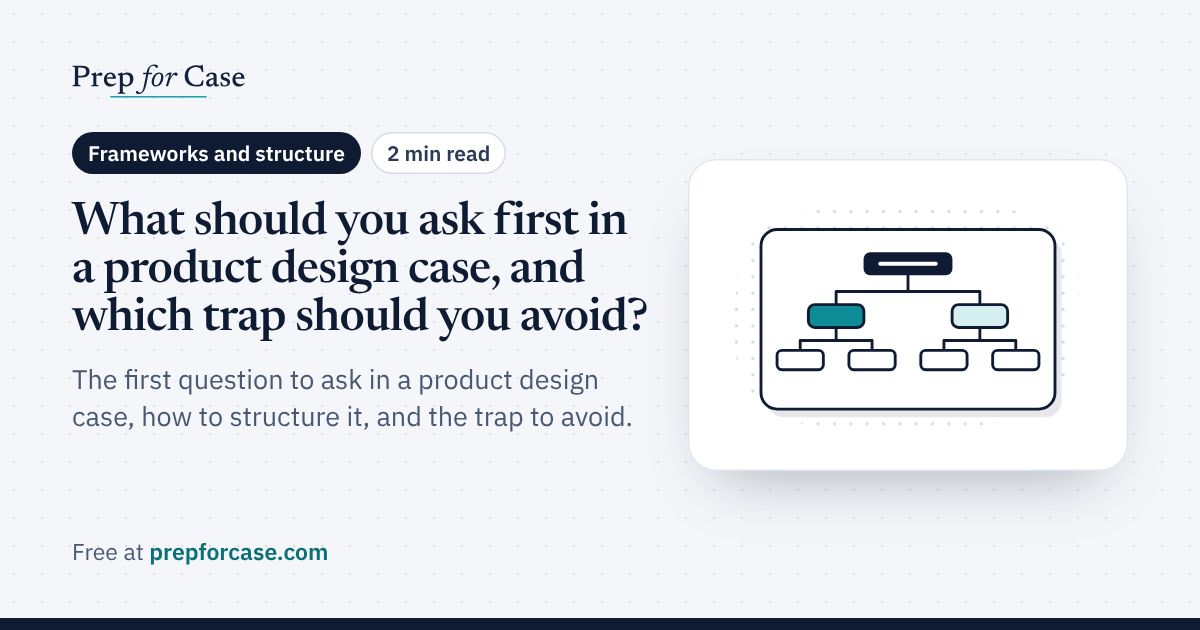 Prep for Case
Frameworks and structure
2 min read
What should you ask first in
a product design case, and
which trap should you avoid?
The first question to ask in a product design
case, how to structure it, and the trap to avoid.
Free at prepforcase.com